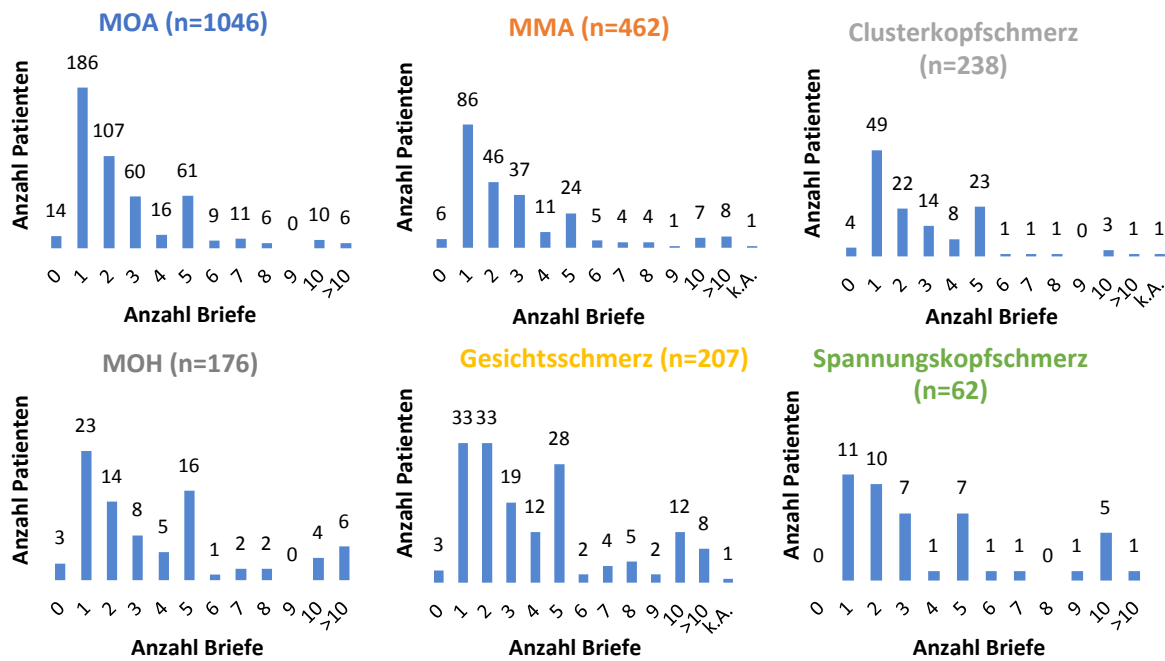 MOA (n=1046)
Anzahl Patienten
14 186 107 60 16 61 9 11 6 0 10 6
0 1 2 3 4 5 6 7 8 9 10 >10
Anzahl Briefe
MMA (n=462)
Anzahl Patienten
6 86 46 37 11 24 5 4 4 1 7 8 1
0 1 2 3 4 5 6 7 8 9 10 >10 k.A.
Anzahl Briefe
Clusterkopfschmerz
(n=238)
Anzahl Patienten
4 49 22 14 8 23 1 1 1 0 3 1 1
0 1 2 3 4 5 6 7 8 9 10 >10 k.A.
Anzahl Briefe
MOH (n=176)
Anzahl Patienten
3 23 14 8 5 16 1 2 2 0 4 6
0 1 2 3 4 5 6 7 8 9 10 >10
Anzahl Briefe
Gesichtsschmerz (n=207)
Anzahl Patienten
3 33 33 19 12 28 2 4 5 2 12 8 1
0 1 2 3 4 5 6 7 8 9 10 >10 k.A.
Anzahl Briefe
Spannungskopfschmerz
(n=62)
Anzahl Patienten
0 11 10 7 1 7 1 1 0 1 5 1
0 1 2 3 4 5 6 7 8 9 10 >10
Anzahl Briefe